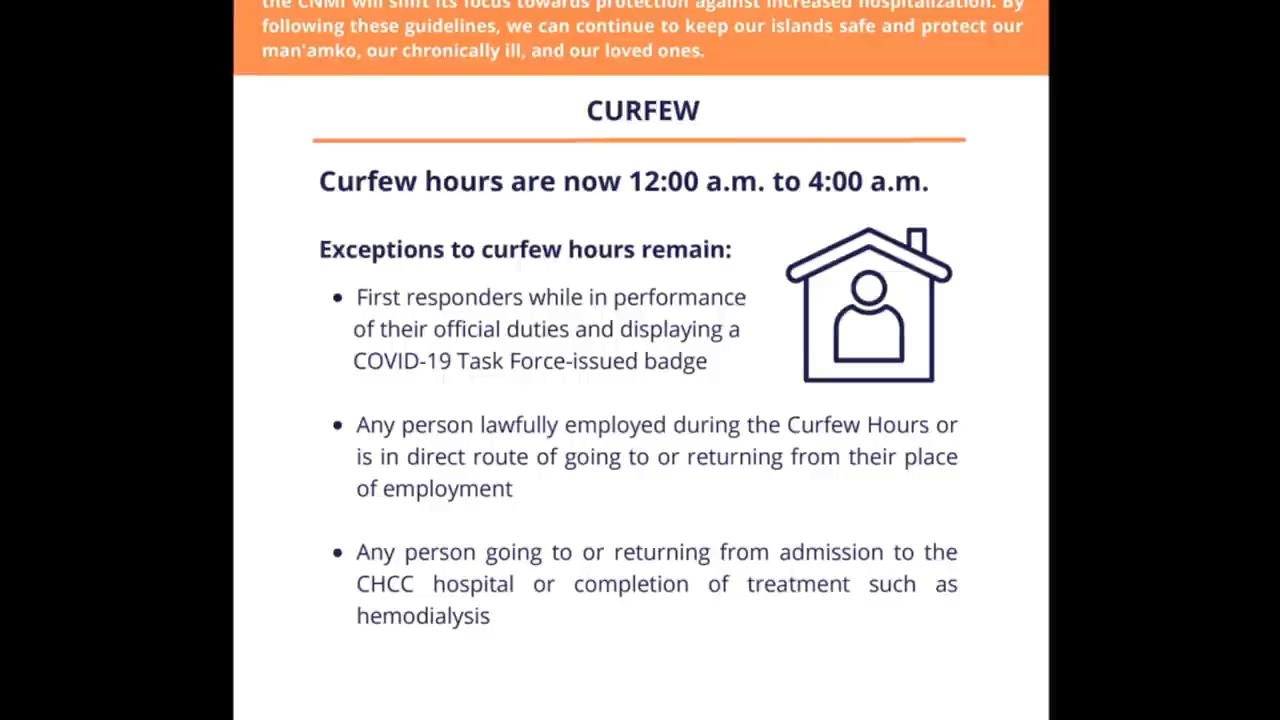 the CNMI will shift its focus towards protection against increased hospitalization. By
following these guidelines, we can continue to keep our islands safe and protect our
man'amko, our chronically ill, and our loved ones.
CURFEW
Curfew hours are now 12:00 a.m. to 4:00 a.m.
Exceptions to curfew hours remain:
• First responders while in performance
of their official duties and displaying a
COVID-19 Task Force-issued badge
• Any person lawfully employed during the Curfew Hours or
is in direct route of going to or returning from their place
of employment
• Any person going to or returning from admission to the
CHCC hospital or completion of treatment such as
hemodialysis